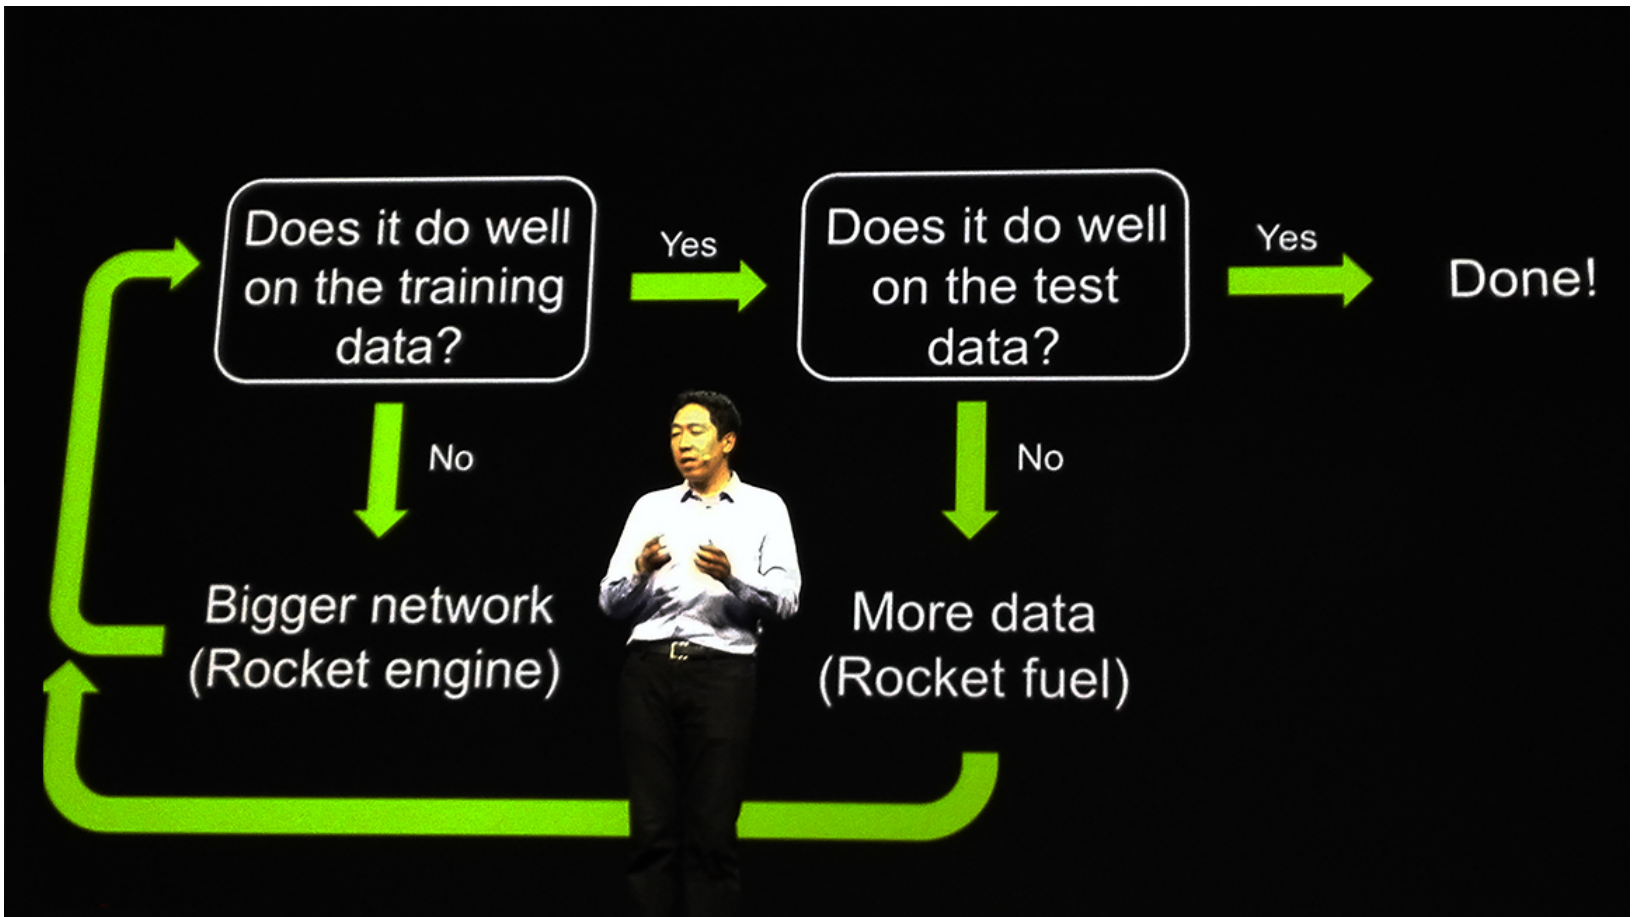 Does it do well
on the training
data?
Yes
Does it do well
on the test
data?
Yes
Done!
No
No
Bigger network
(Rocket engine)
More data
(Rocket fuel)